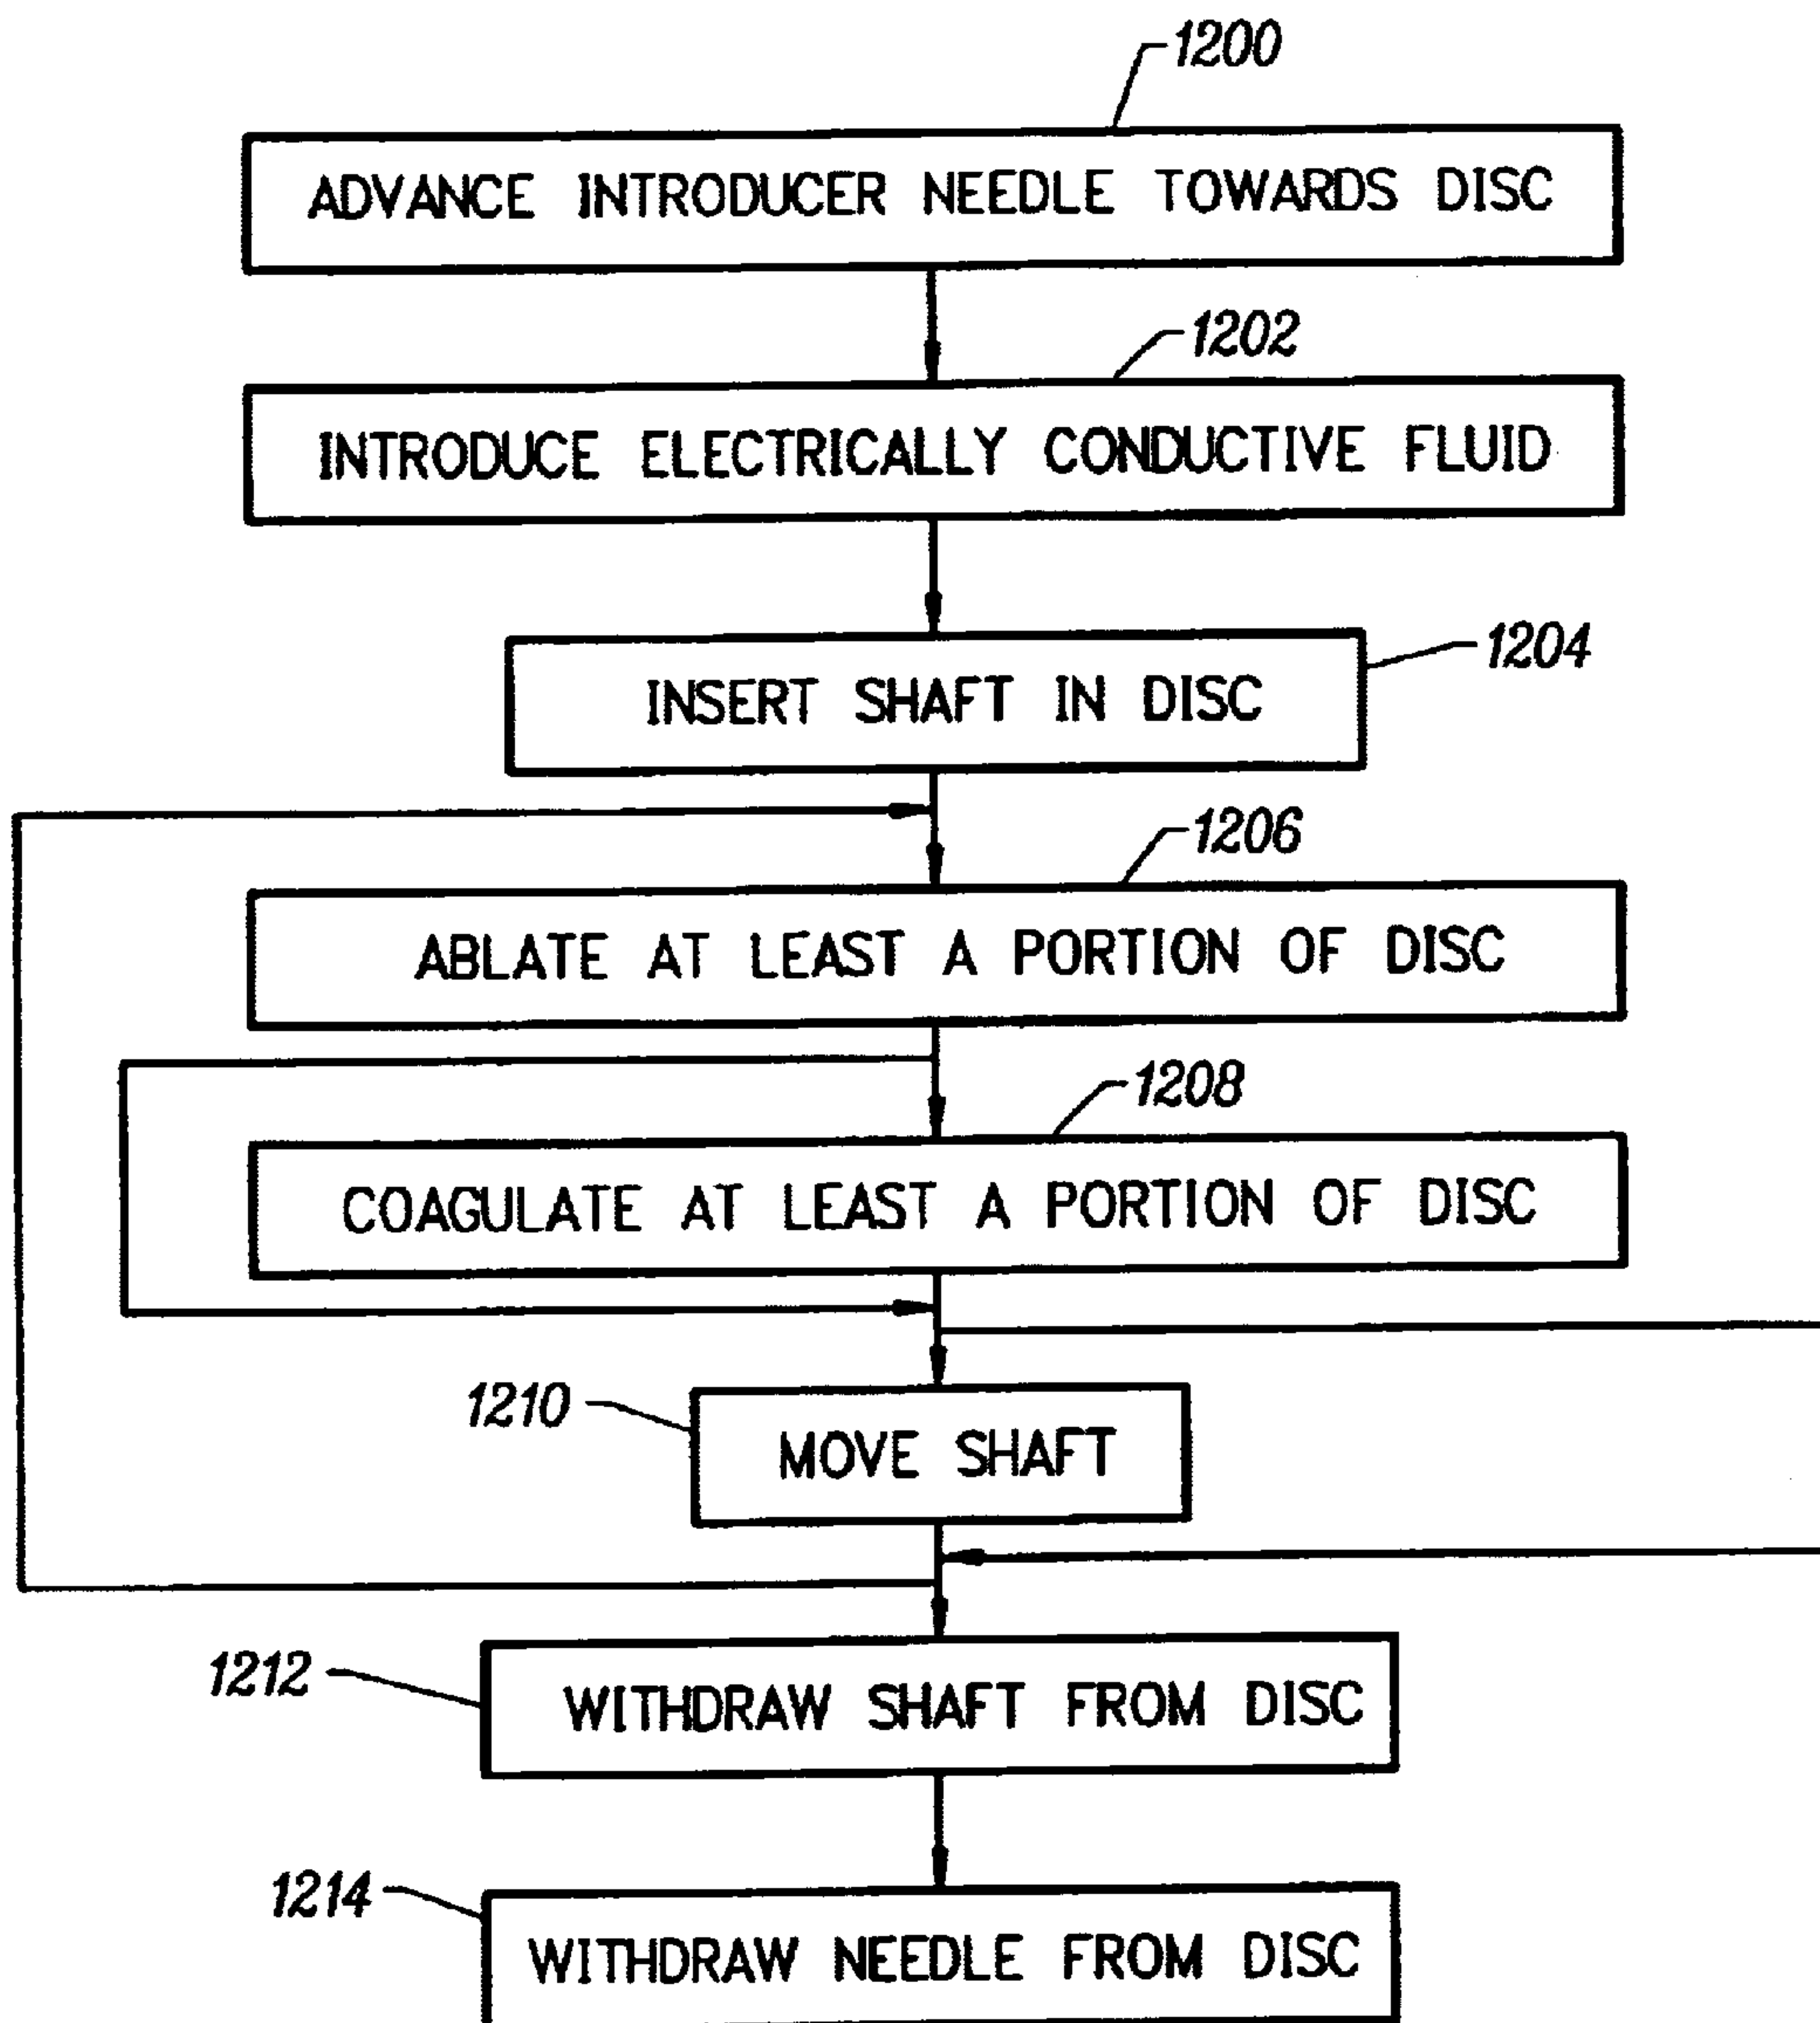 1200
ADVANCE INTRODUCER NEEDLE TOWARDS DISC
1202
INTRODUCE ELECTRICALLY CONDUCTIVE FLUID
1204
INSERT SHAFT IN DISC
1206
ABLATE AT LEAST A PORTION OF DISC
1208
COAGULATE AT LEAST A PORTION OF DISC
1210
MOVE SHAFT
1212
WITHDRAW SHAFT FROM DISC
1214
WITHDRAW NEEDLE FROM DISC